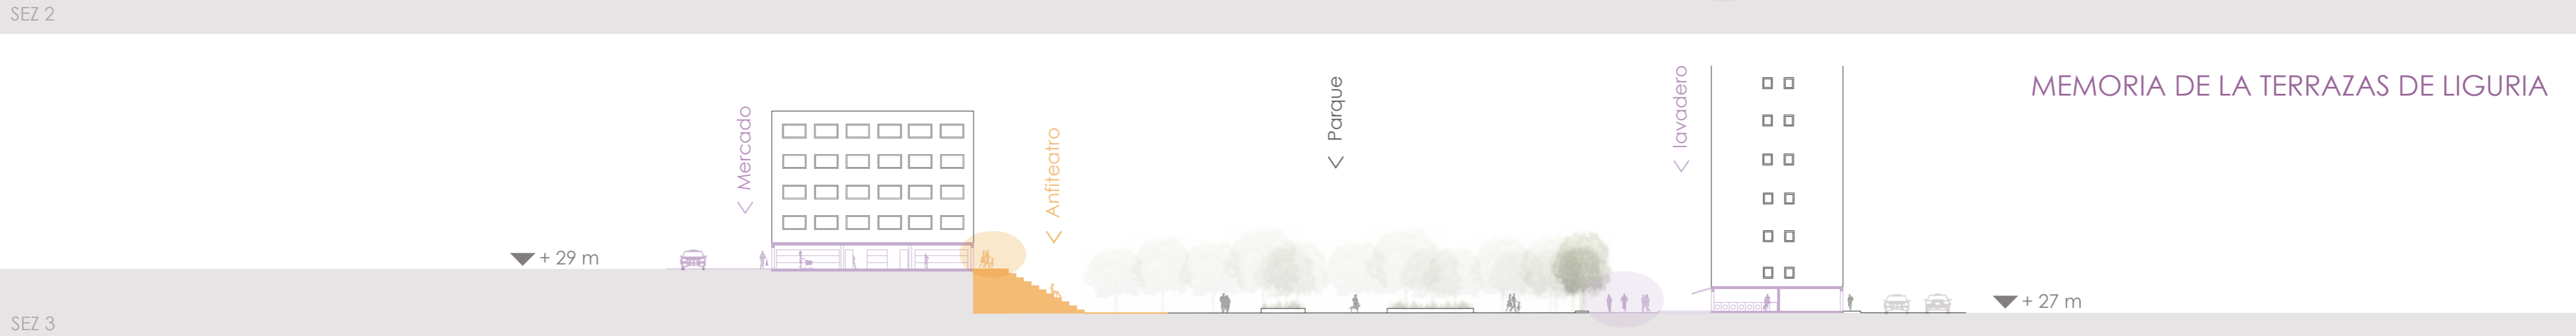 SEZ 2
MEMORIA DE LA TERRAZAS DE LIGURIA
< Mercado
< Anfiteatro
< Parque
< lavadero
+ 29 m
+ 27 m
SEZ 3